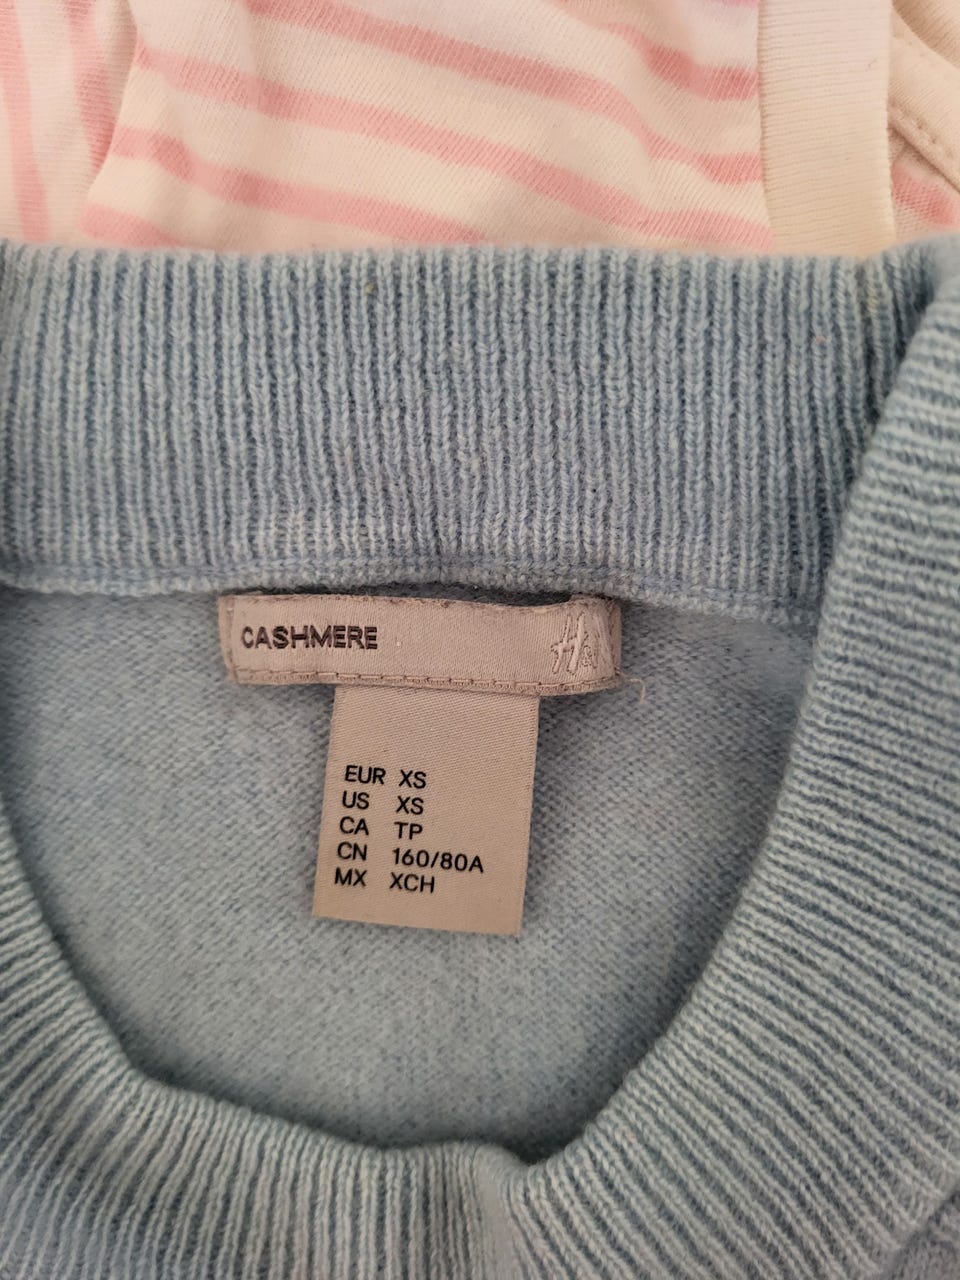 CASHMERE H&M
EUR XS
US XS
CA TP
CN 160/80A
MX XCH